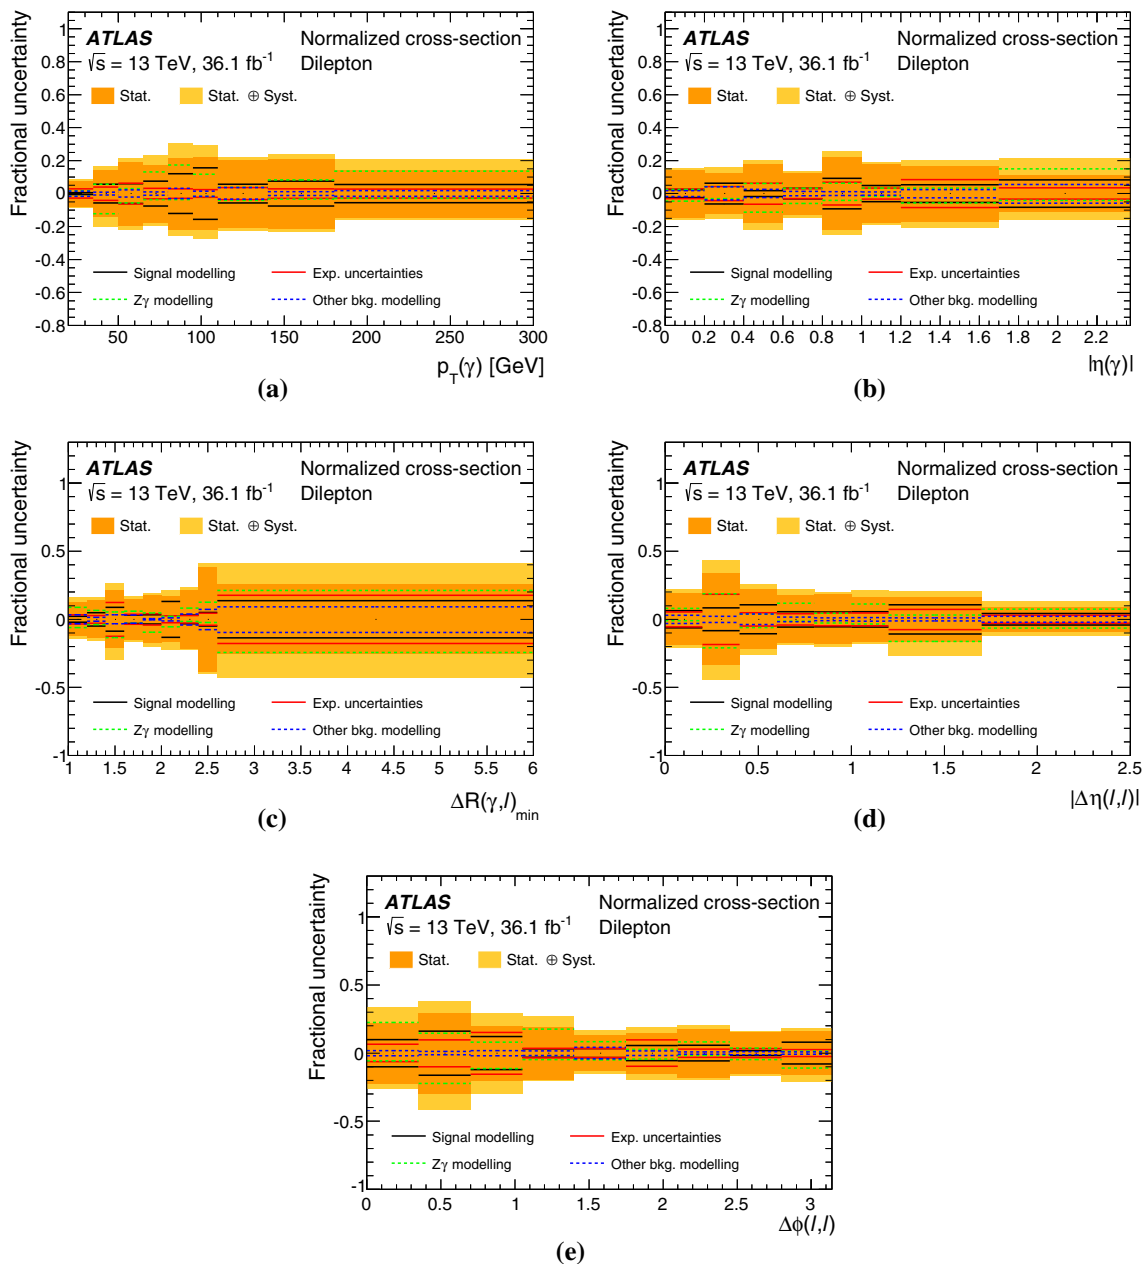 Fractional uncertainty
1
0.8
0.6
0.4
0.2
0
-0.2
-0.4
-0.6
-0.8
ATLAS
√s = 13 TeV, 36.1 fb-1
Normalized cross-section
Dilepton
Stat.
Stat. ⊕ Syst.
Signal modelling
Exp. uncertainties
Zγ modelling
Other bkg. modelling
50 100 150 200 250 300
pT(γ) [GeV]
(a)
Fractional uncertainty
1
0.8
0.6
0.4
0.2
0
-0.2
-0.4
-0.6
-0.8
ATLAS
√s = 13 TeV, 36.1 fb-1
Normalized cross-section
Dilepton
Stat.
Stat. ⊕ Syst.
Signal modelling
Exp. uncertainties
Zγ modelling
Other bkg. modelling
0 0.2 0.4 0.6 0.8 1 1.2 1.4 1.6 1.8 2 2.2
|η(γ)|
(b)
Fractional uncertainty
1
0.5
0
-0.5
-1
ATLAS
√s = 13 TeV, 36.1 fb-1
Normalized cross-section
Dilepton
Stat.
Stat. ⊕ Syst.
Signal modelling
Exp. uncertainties
Zγ modelling
Other bkg. modelling
1 1.5 2 2.5 3 3.5 4 4.5 5 5.5 6
ΔR(γ,l)min
(c)
Fractional uncertainty
1
0.5
0
-0.5
-1
ATLAS
√s = 13 TeV, 36.1 fb-1
Normalized cross-section
Dilepton
Stat.
Stat. ⊕ Syst.
Signal modelling
Exp. uncertainties
Zγ modelling
Other bkg. modelling
0 0.5 1 1.5 2 2.5
|Δη(l,l)|
(d)
Fractional uncertainty
1
0.5
0
-0.5
-1
ATLAS
√s = 13 TeV, 36.1 fb-1
Normalized cross-section
Dilepton
Stat.
Stat. ⊕ Syst.
Signal modelling
Exp. uncertainties
Zγ modelling
Other bkg. modelling
0 0.5 1 1.5 2 2.5 3
Δϕ(l,l)
(e)